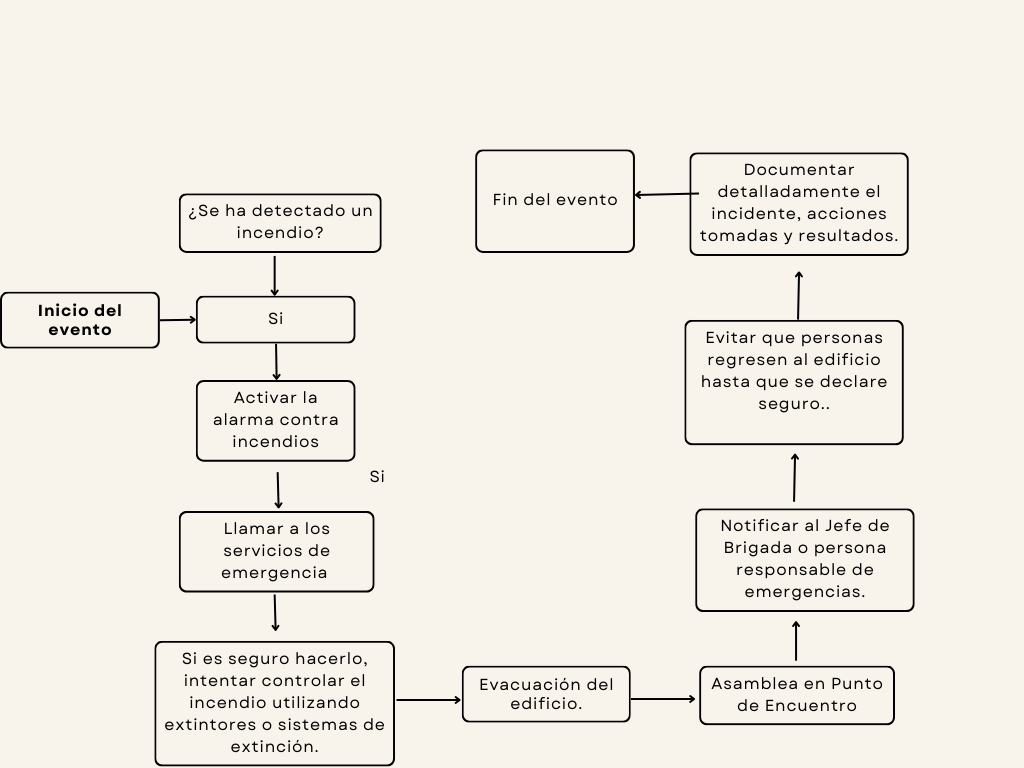 ¿Se ha detectado un
incendio?
Inicio del
evento
Si
Activar la
alarma contra
incendios
Si
Llamar a los
servicios de
emergencia
Si es seguro hacerlo,
intentar controlar el
incendio utilizando
extintores o sistemas de
extinción.
Evacuación del
edificio.
Asamblea en Punto
de Encuentro
Notificar al Jefe de
Brigada o persona
responsable de
emergencias.
Evitar que personas
regresen al edificio
hasta que se declare
seguro..
Documentar
detalladamente el
incidente, acciones
tomadas y resultados.
Fin del evento